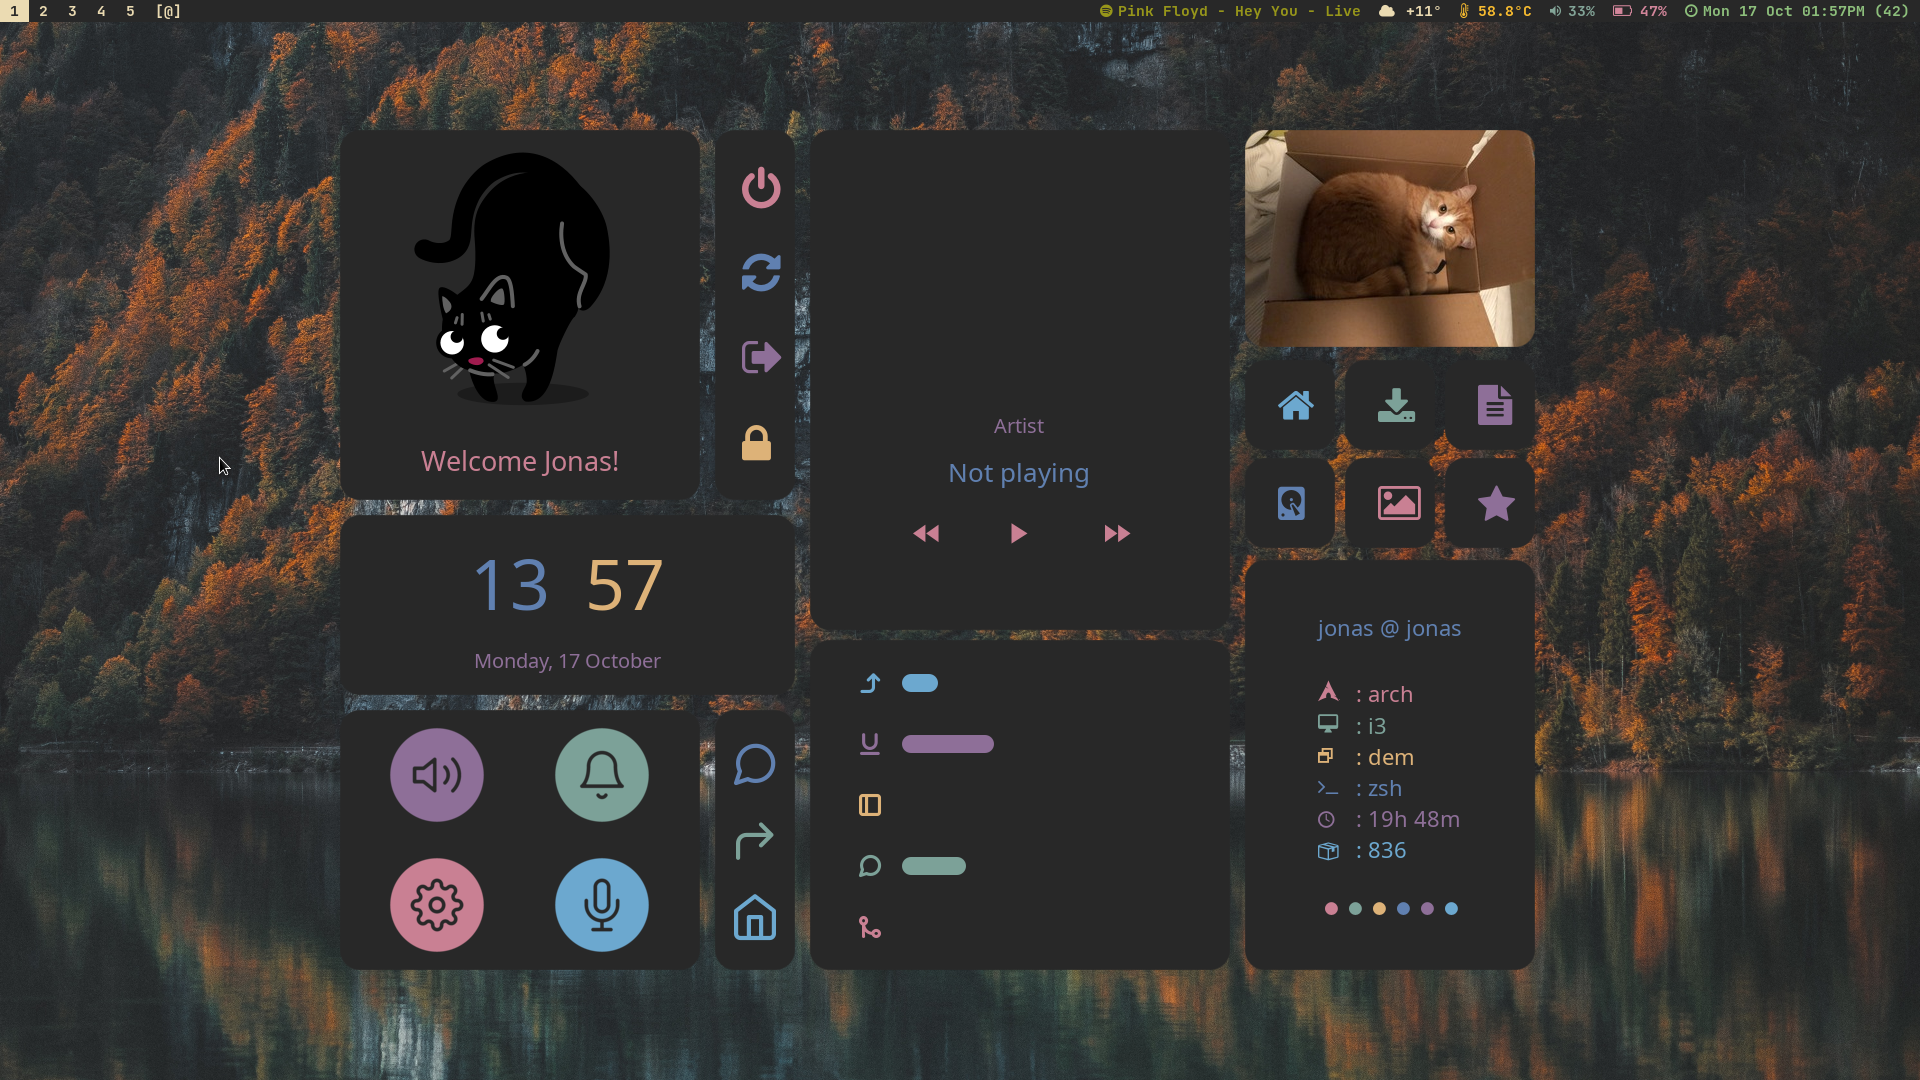 1 2 3 4 5 [@] Pink Floyd - Hey You - Live +11° 58.8°C 33% 47% Mon 17 Oct 01:57PM (42)
Welcome Jonas!
13 57
Monday, 17 October
Artist
Not playing
jonas @ jonas
: arch
: i3
: dem
: zsh
: 19h 48m
: 836